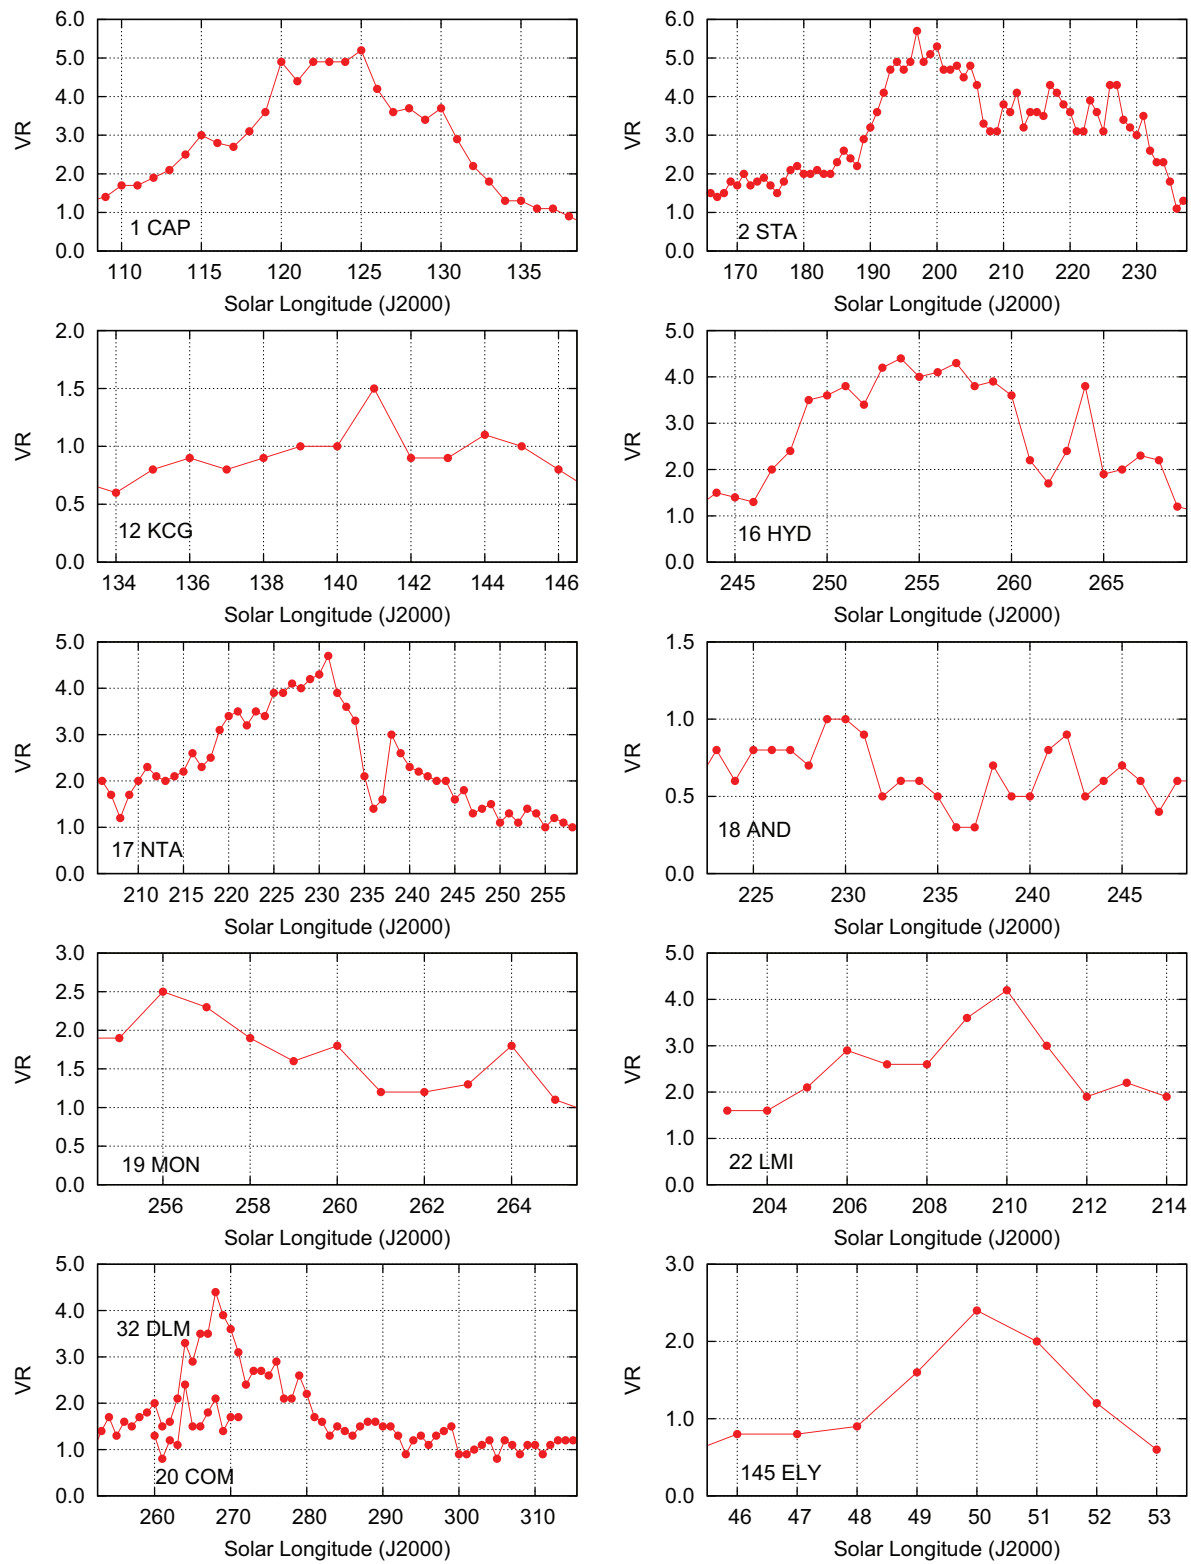 6.0
5.0
4.0
3.0
2.0
1.0
0.0
VR
1 CAP
110 115 120 125 130 135
Solar Longitude (J2000)
6.0
5.0
4.0
3.0
2.0
1.0
0.0
VR
2 STA
170 180 190 200 210 220 230
Solar Longitude (J2000)
2.0
1.5
1.0
0.5
0.0
VR
12 KCG
134 136 138 140 142 144 146
Solar Longitude (J2000)
5.0
4.0
3.0
2.0
1.0
0.0
VR
16 HYD
245 250 255 260 265
Solar Longitude (J2000)
5.0
4.0
3.0
2.0
1.0
0.0
VR
17 NTA
210 215 220 225 230 235 240 245 250 255
Solar Longitude (J2000)
1.5
1.0
0.5
0.0
VR
18 AND
225 230 235 240 245
Solar Longitude (J2000)
3.0
2.5
2.0
1.5
1.0
0.5
0.0
VR
19 MON
256 258 260 262 264
Solar Longitude (J2000)
5.0
4.0
3.0
2.0
1.0
0.0
VR
22 LMI
204 206 208 210 212 214
Solar Longitude (J2000)
5.0
4.0
3.0
2.0
1.0
0.0
VR
32 DLM
20 COM
260 270 280 290 300 310
Solar Longitude (J2000)
3.0
2.0
1.0
0.0
VR
145 ELY
46 47 48 49 50 51 52 53
Solar Longitude (J2000)